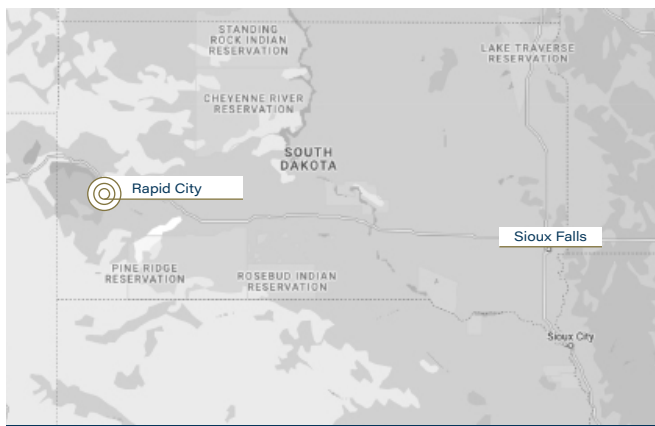 STANDING
ROCK INDIAN
RESERVATION
LAKE TRAVERSE
RESERVATION
CHEYENNE RIVER
RESERVATION
SOUTH
DAKOTA
Rapid City
Sioux Falls
PINE RIDGE
RESERVATION
ROSEBUD INDIAN
RESERVATION
Sioux City